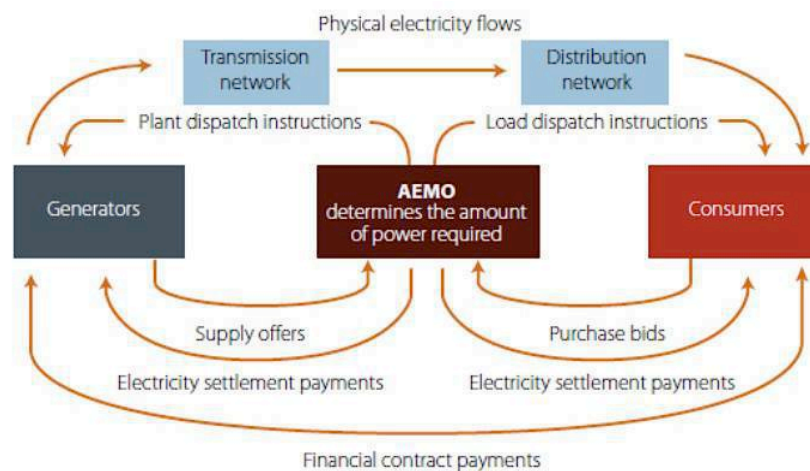 Physical electricity flows
Transmission
network
Distribution
network
Plant dispatch instructions
Load dispatch instructions
Generators
AEMO
determines the amount
of power required
Consumers
Supply offers
Purchase bids
Electricity settlement payments
Electricity settlement payments
Financial contract payments